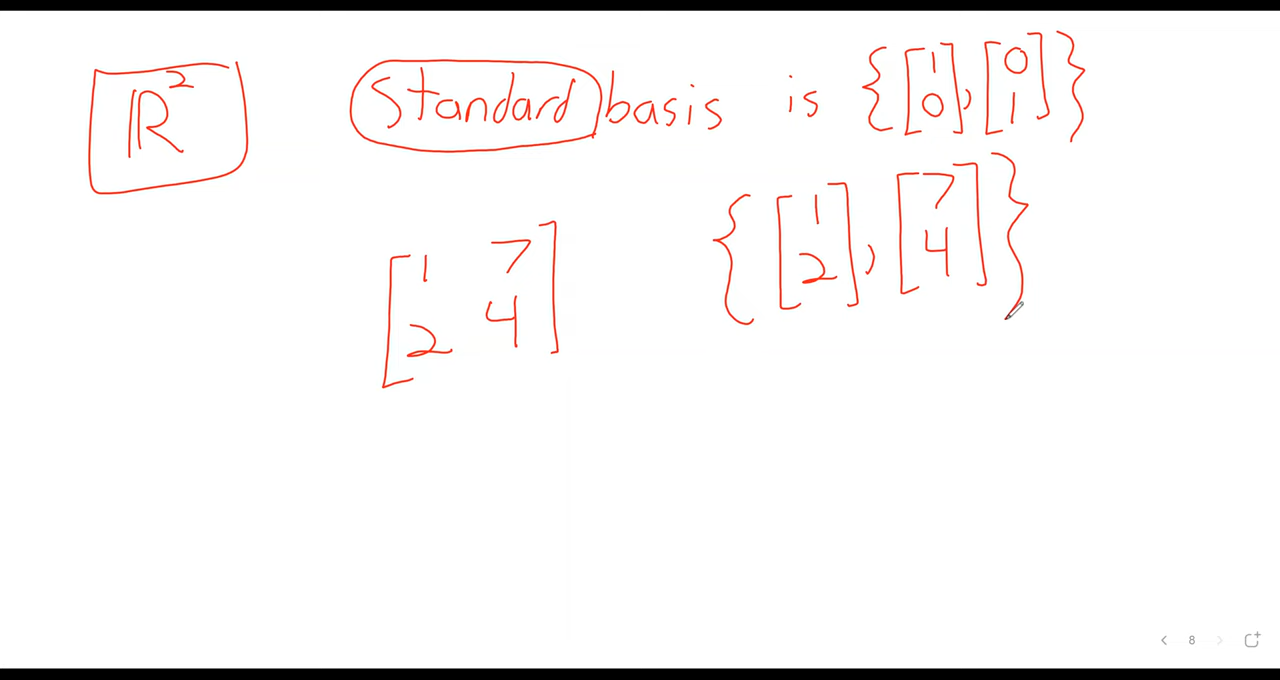 ℝ² Standard basis is {[1 0], [0 1]}
{[1 2], [7 4]}
[1 7
2 4]
8